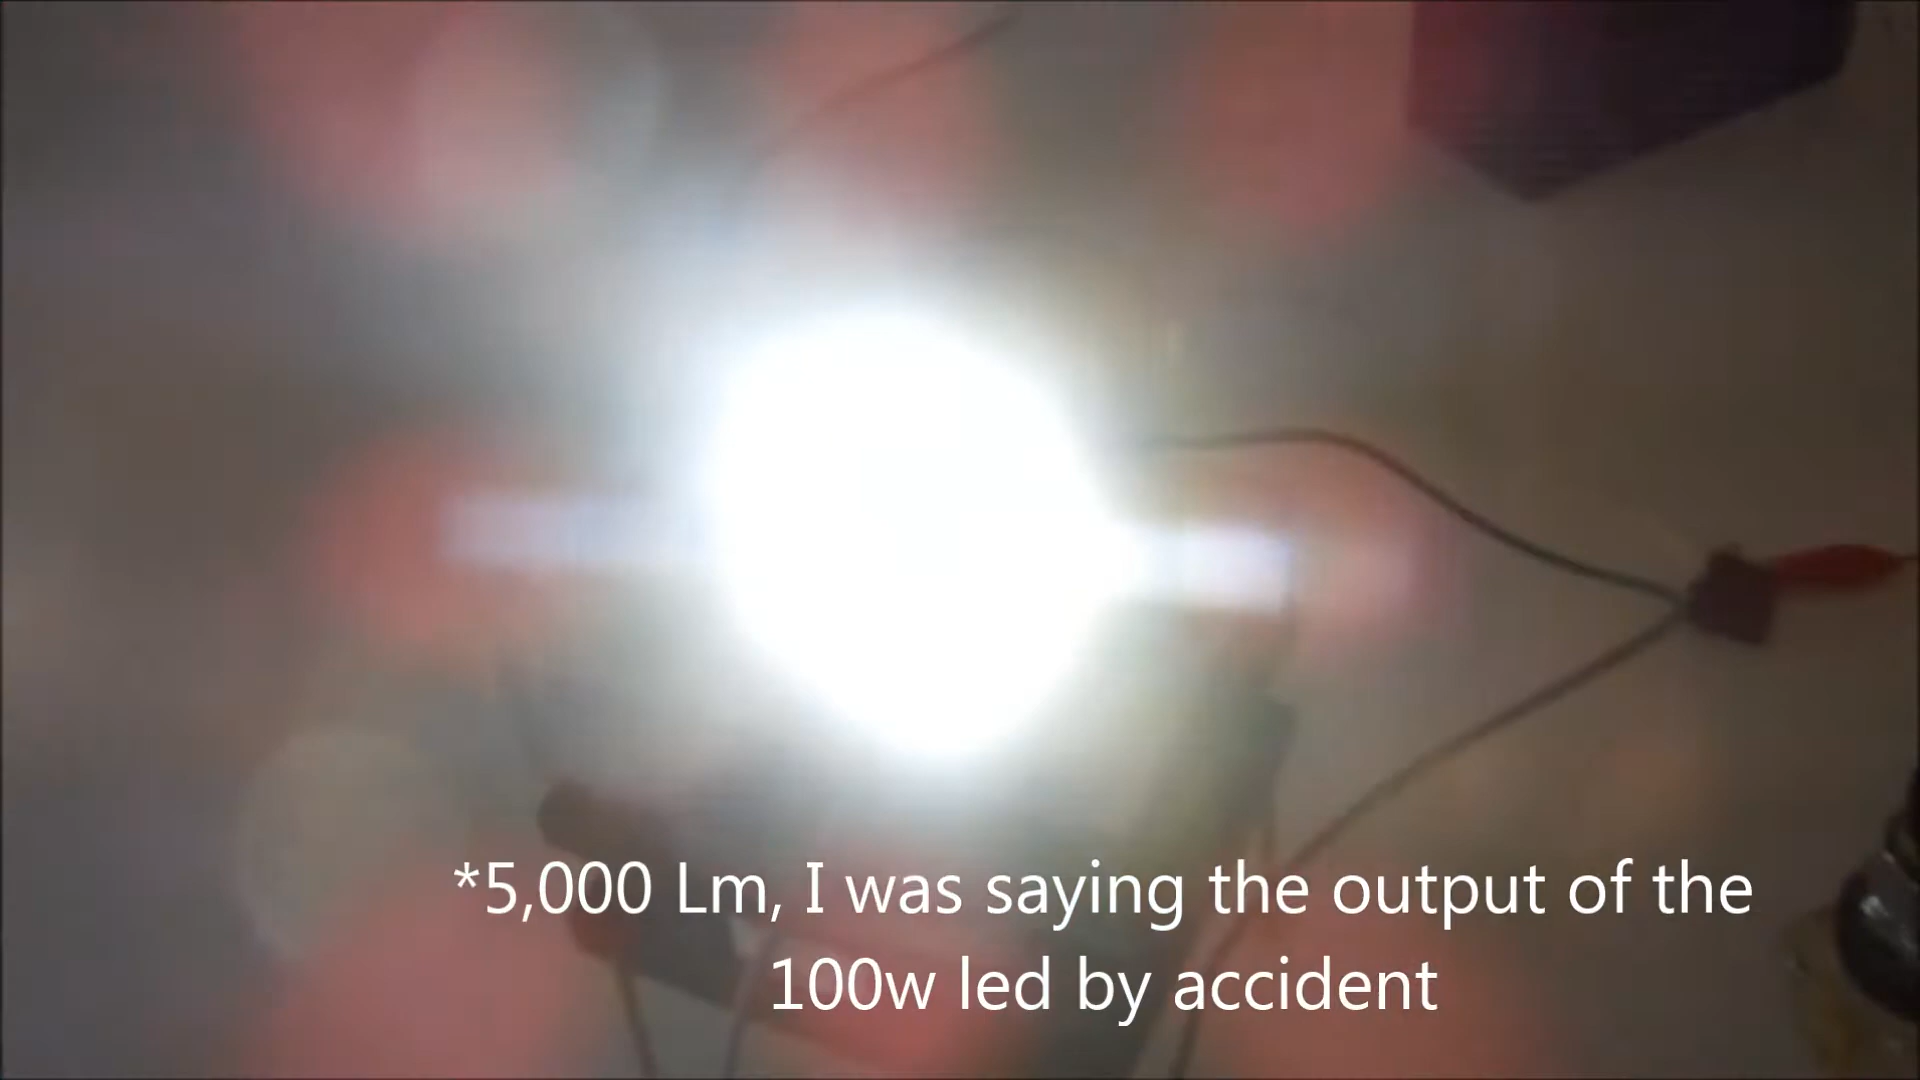 *5,000 Lm, I was saying the output of the
100w led by accident